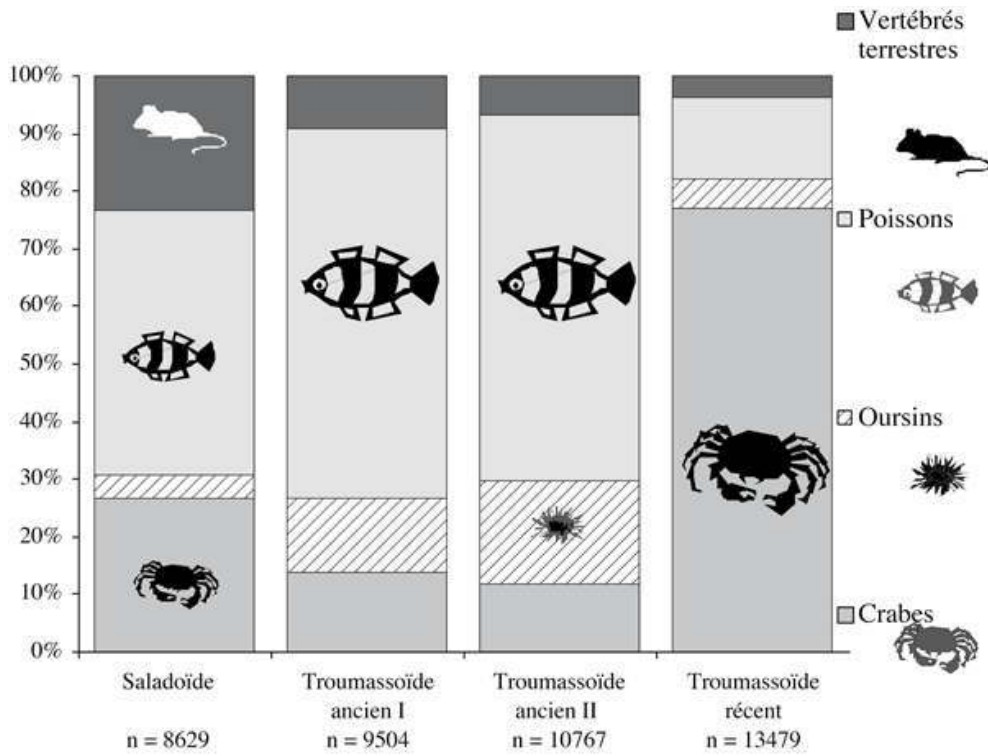 Vertébrés
terrestres
100%
90%
80%
70%
60%
50%
40%
30%
20%
10%
0%
Poissons
Oursins
Crabes
Saladoïde
n = 8629
Troumassoïde
ancien I
n = 9504
Troumassoïde
ancien II
n = 10767
Troumassoïde
récent
n = 13479